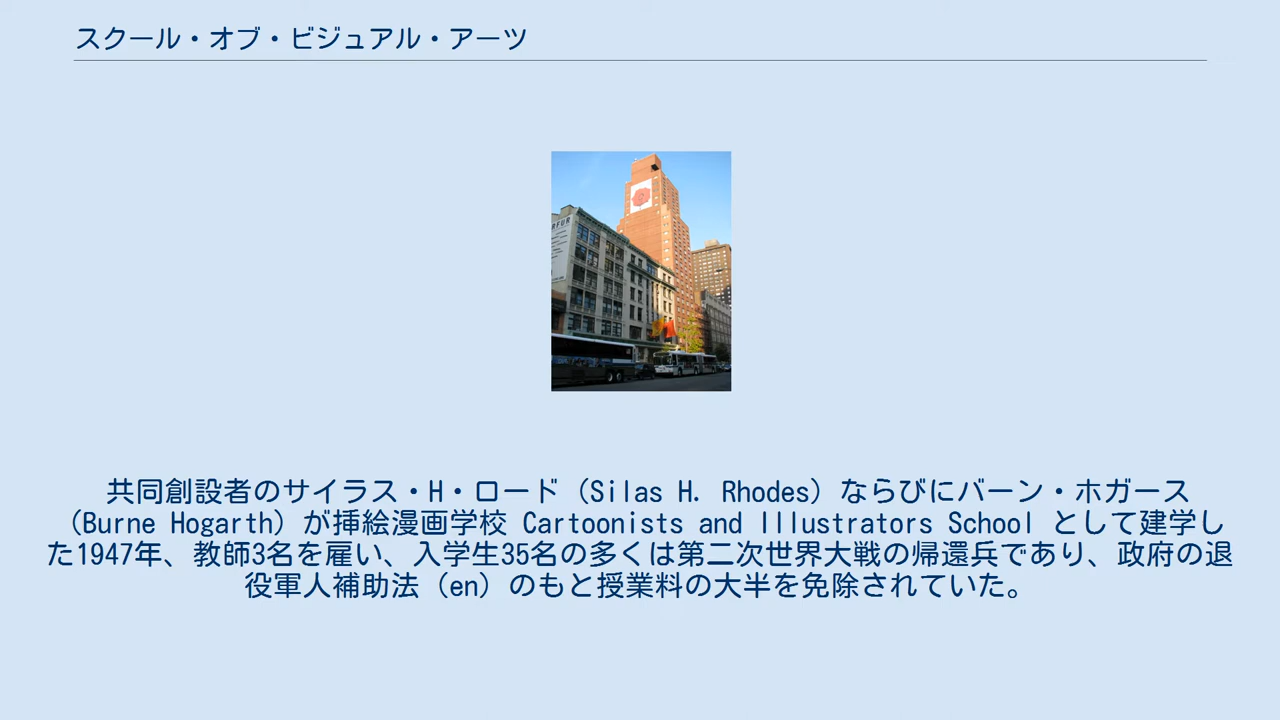 スクール・オブ・ビジュアル・アーツ
共同創設者のサイラス・H・ロード（Silas H. Rhodes）ならびにバーン・ホガース
（Burne Hogarth）が挿絵漫画学校 Cartoonists and Illustrators School として建学し
た1947年、教師3名を雇い、入学生35名の多くは第二次世界大戦の帰還兵であり、政府の退
役軍人補助法（en）のもと授業料の大半を免除されていた。